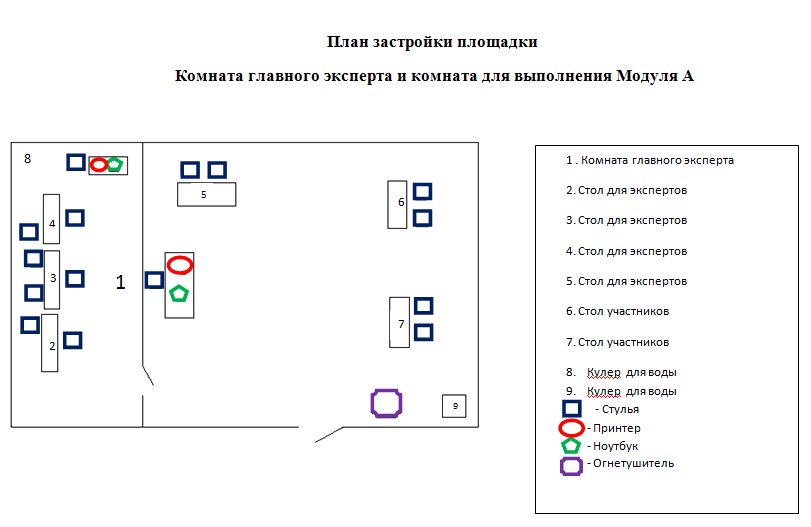 План застройки площадки
Комната главного эксперта и комната для выполнения Модуля А
8
5
6
4
3
1
7
2
9
1 . Комната главного эксперта
2. Стол для экспертов
3. Стол для экспертов
4. Стол для экспертов
5. Стол для экспертов
6. Стол участников
7. Стол участников
8. Кулер для воды
9. Кулер для воды
- Стулья
- Принтер
- Ноутбук
- Огнетушитель